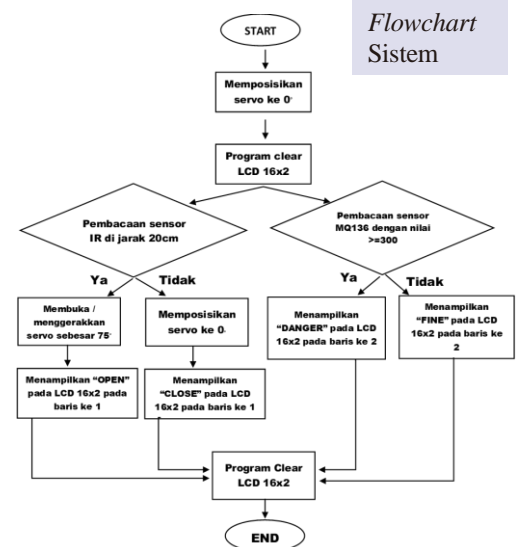 Flowchart
Sistem
START
Memposisikan
servo ke 0°
Program clear
LCD 16x2
Pembacaan sensor
IR di jarak 20cm
Pembacaan sensor
MQ136 dengan nilai
>=300
Ya
Tidak
Ya
Tidak
Membuka /
menggerakkan
servo sebesar 75°
Memposisikan
servo ke 0.
Menampilkan
“DANGER” pada LCD
16x2 pada baris ke 2
Menampilkan
“FINE” pada LCD
16x2 pada baris ke
2
Menampilkan “OPEN”
pada LCD 16x2 pada
baris ke 1
Menampilkan
“CLOSE” pada LCD
16x2 pada baris ke 1
Program Clear
LCD 16x2
END